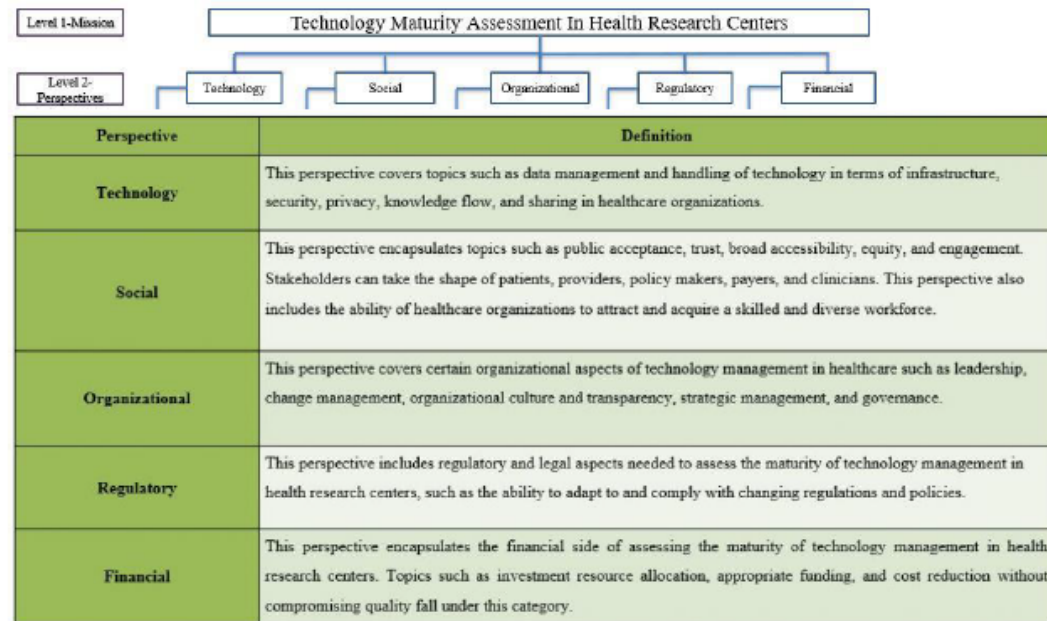 Level 1-Mission
Technology Maturity Assessment In Health Research Centers
Level 2-
Perspectives
Technology
Social
Organizational
Regulatory
Financial
Perspective
Definition
Technology
This perspective covers topics such as data management and handling of technology in terms of infrastructure,
security, privacy, knowledge flow, and sharing in healthcare organizations.
Social
This perspective encapsulates topics such as public acceptance, trust, broad accessibility, equity, and engagement.
Stakeholders can take the shape of patients, providers, policy makers, payers, and clinicians. This perspective also
includes the ability of healthcare organizations to attract and acquire a skilled and diverse workforce.
Organizational
This perspective covers certain organizational aspects of technology management in healthcare such as leadership,
change management, organizational culture and transparency, strategic management, and governance.
Regulatory
This perspective includes regulatory and legal aspects needed to assess the maturity of technology management in
health research centers, such as the ability to adapt to and comply with changing regulations and policies.
Financial
This perspective encapsulates the financial side of assessing the maturity of technology management in health
research centers. Topics such as investment resource allocation, appropriate funding, and cost reduction without
compromising quality fall under this category.